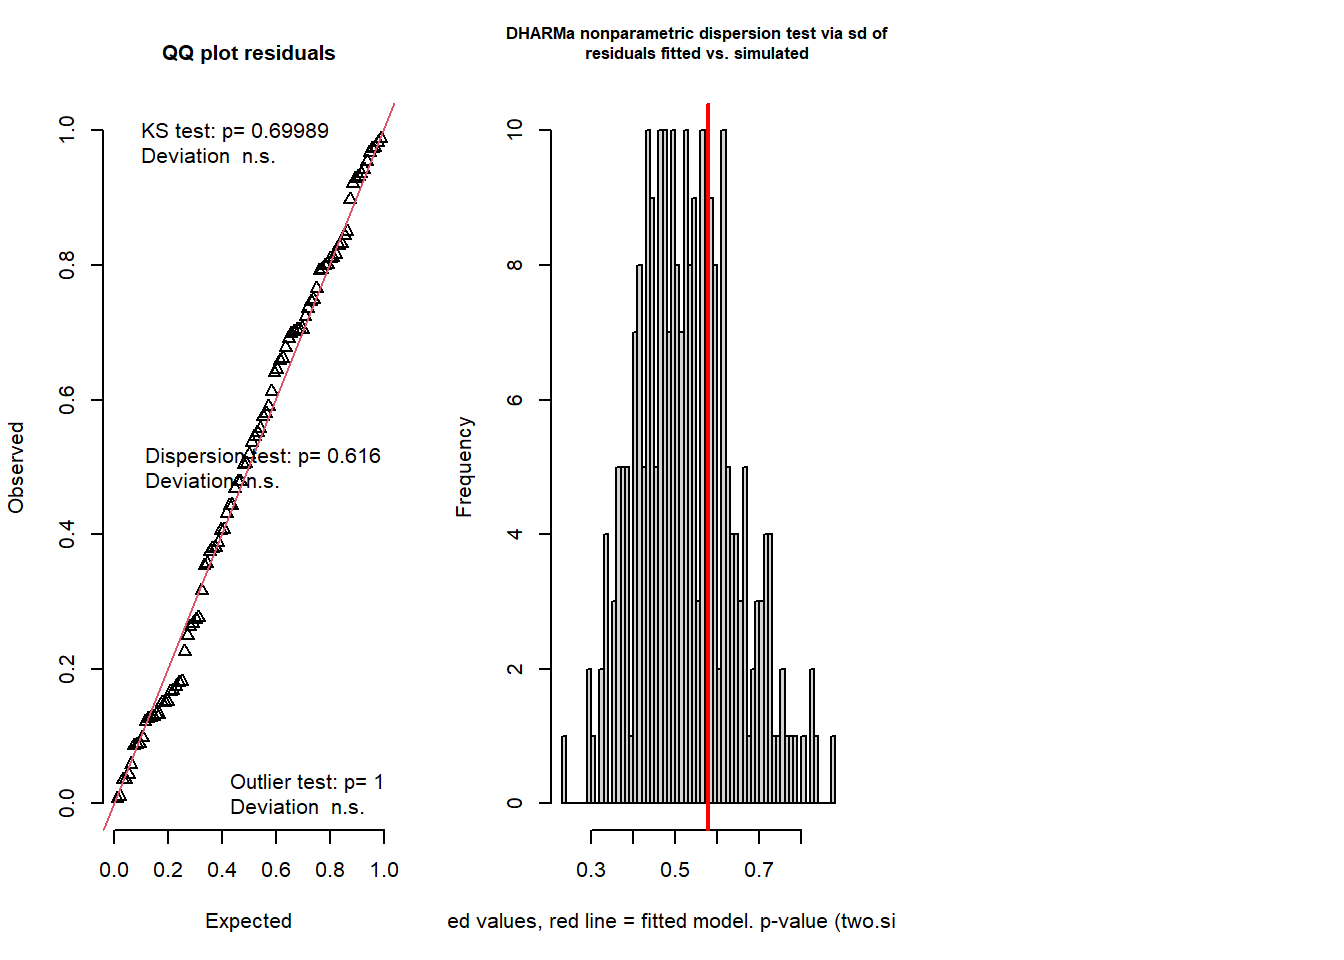 QQ plot residuals
KS test: p= 0.69989
Deviation  n.s.
Dispersion test: p= 0.616
Deviation  n.s.
Outlier test: p= 1
Deviation  n.s.
Observed
0.0
0.2
0.4
0.6
0.8
1.0
0.0 0.2 0.4 0.6 0.8 1.0
Expected
DHARMa nonparametric dispersion test via sd of
residuals fitted vs. simulated
Frequency
0
2
4
6
8
10
0.3 0.5 0.7
ed values, red line = fitted model. p-value (two.si